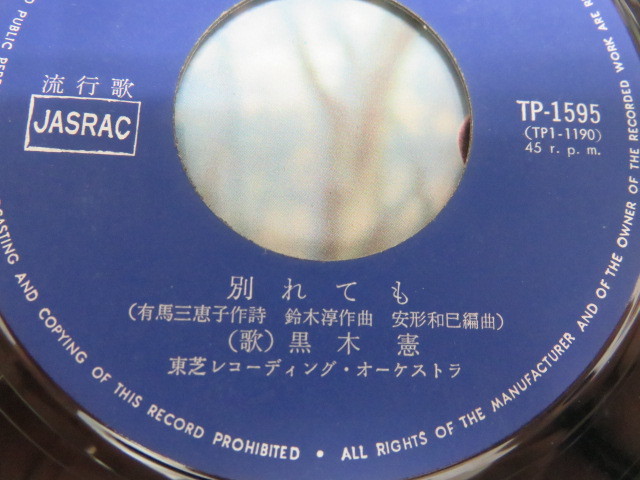 流行歌
JASRAC
TP-1595
(TP1-1190)
45 r. p. m.
別れても
(有馬三恵子作詩 鈴木淳作曲 安形和巳編曲)
(歌) 黒木憲
東芝レコーディング・オーケストラ
ALL RIGHTS OF THE MANUFACTURER AND OF THE OWNER OF THE RECORDED WORK ARE
CASTING AND COPYING OF THIS RECORD PROHIBITED •
PUBLIC